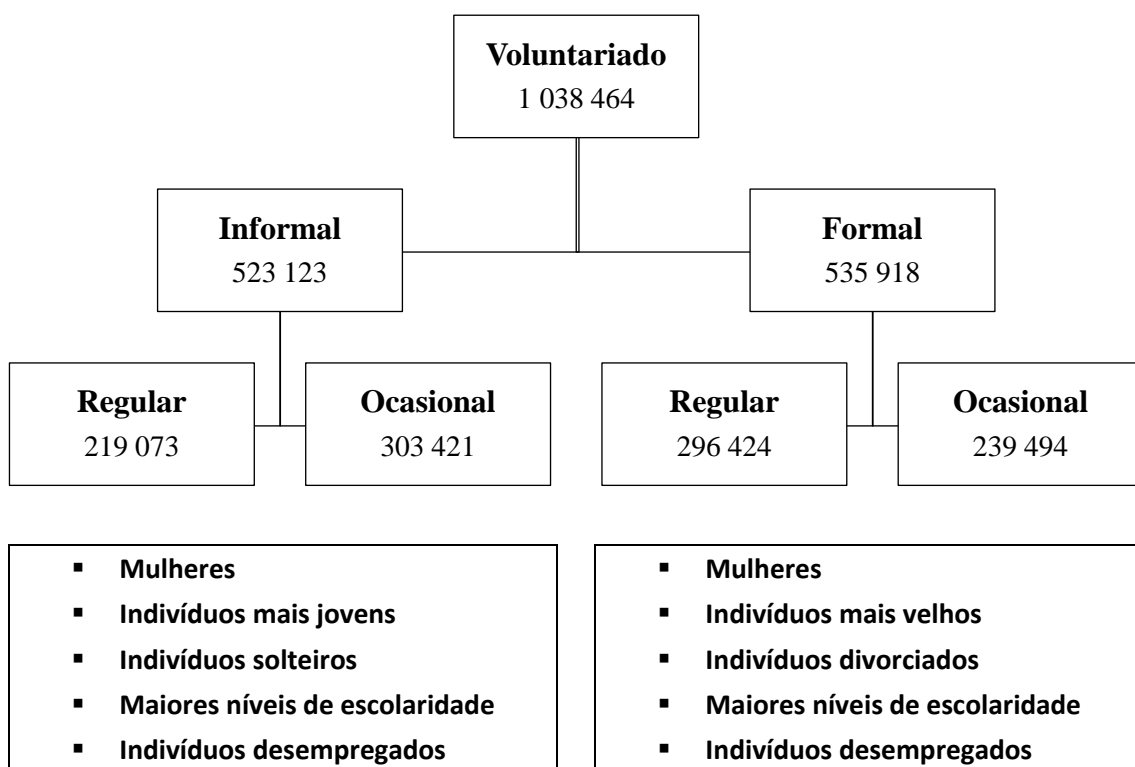 Voluntariado
1 038 464
Informal
523 123
Formal
535 918
Regular
219 073
Ocasional
303 421
Regular
296 424
Ocasional
239 494
▪ Mulheres
▪ Indivíduos mais jovens
▪ Indivíduos solteiros
▪ Maiores níveis de escolaridade
▪ Indivíduos desempregados
▪ Mulheres
▪ Indivíduos mais velhos
▪ Indivíduos divorciados
▪ Maiores níveis de escolaridade
▪ Indivíduos desempregados